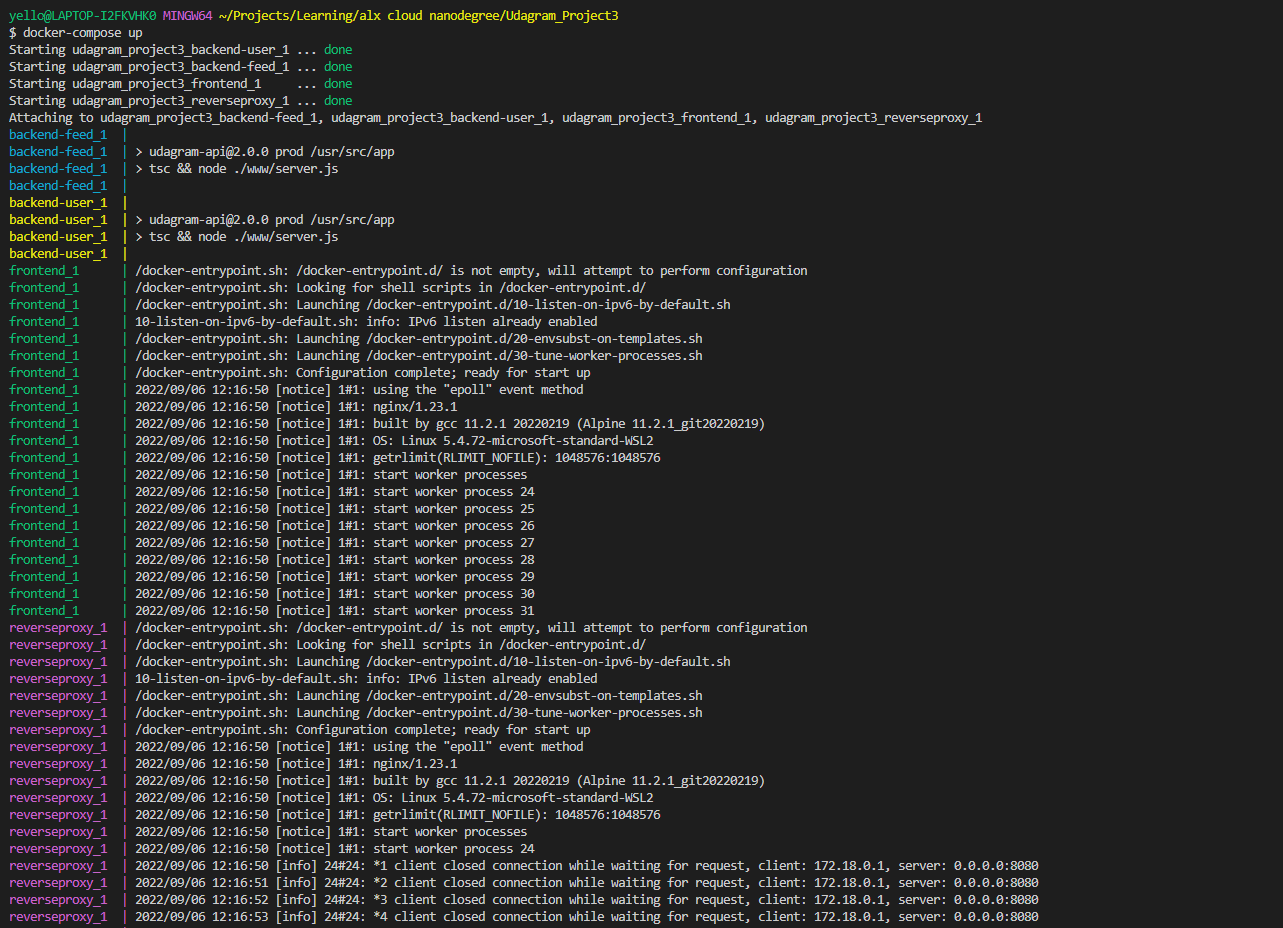 yello@LAPTOP-I2FKVHK0 MINGW64 ~/Projects/Learning/alx cloud nanodegree/Udagram_Project3
$ docker-compose up
Starting udagram_project3_backend-user_1 ... done
Starting udagram_project3_backend-feed_1 ... done
Starting udagram_project3_frontend_1     ... done
Starting udagram_project3_reverseproxy_1 ... done
Attaching to udagram_project3_backend-feed_1, udagram_project3_backend-user_1, udagram_project3_frontend_1, udagram_project3_reverseproxy_1
backend-feed_1  |
backend-feed_1  | > udagram-api@2.0.0 prod /usr/src/app
backend-feed_1  | > tsc && node ./www/server.js
backend-feed_1  |
backend-user_1  |
backend-user_1  | > udagram-api@2.0.0 prod /usr/src/app
backend-user_1  | > tsc && node ./www/server.js
backend-user_1  |
frontend_1      | /docker-entrypoint.sh: /docker-entrypoint.d/ is not empty, will attempt to perform configuration
frontend_1      | /docker-entrypoint.sh: Looking for shell scripts in /docker-entrypoint.d/
frontend_1      | /docker-entrypoint.sh: Launching /docker-entrypoint.d/10-listen-on-ipv6-by-default.sh
frontend_1      | 10-listen-on-ipv6-by-default.sh: info: IPv6 listen already enabled
frontend_1      | /docker-entrypoint.sh: Launching /docker-entrypoint.d/20-envsubst-on-templates.sh
frontend_1      | /docker-entrypoint.sh: Launching /docker-entrypoint.d/30-tune-worker-processes.sh
frontend_1      | /docker-entrypoint.sh: Configuration complete; ready for start up
frontend_1      | 2022/09/06 12:16:50 [notice] 1#1: using the "epoll" event method
frontend_1      | 2022/09/06 12:16:50 [notice] 1#1: nginx/1.23.1
frontend_1      | 2022/09/06 12:16:50 [notice] 1#1: built by gcc 11.2.1 20220219 (Alpine 11.2.1_git20220219)
frontend_1      | 2022/09/06 12:16:50 [notice] 1#1: OS: Linux 5.4.72-microsoft-standard-WSL2
frontend_1      | 2022/09/06 12:16:50 [notice] 1#1: getrlimit(RLIMIT_NOFILE): 1048576:1048576
frontend_1      | 2022/09/06 12:16:50 [notice] 1#1: start worker processes
frontend_1      | 2022/09/06 12:16:50 [notice] 1#1: start worker process 24
frontend_1      | 2022/09/06 12:16:50 [notice] 1#1: start worker process 25
frontend_1      | 2022/09/06 12:16:50 [notice] 1#1: start worker process 26
frontend_1      | 2022/09/06 12:16:50 [notice] 1#1: start worker process 27
frontend_1      | 2022/09/06 12:16:50 [notice] 1#1: start worker process 28
frontend_1      | 2022/09/06 12:16:50 [notice] 1#1: start worker process 29
frontend_1      | 2022/09/06 12:16:50 [notice] 1#1: start worker process 30
frontend_1      | 2022/09/06 12:16:50 [notice] 1#1: start worker process 31
reverseproxy_1  | /docker-entrypoint.sh: /docker-entrypoint.d/ is not empty, will attempt to perform configuration
reverseproxy_1  | /docker-entrypoint.sh: Looking for shell scripts in /docker-entrypoint.d/
reverseproxy_1  | /docker-entrypoint.sh: Launching /docker-entrypoint.d/10-listen-on-ipv6-by-default.sh
reverseproxy_1  | 10-listen-on-ipv6-by-default.sh: info: IPv6 listen already enabled
reverseproxy_1  | /docker-entrypoint.sh: Launching /docker-entrypoint.d/20-envsubst-on-templates.sh
reverseproxy_1  | /docker-entrypoint.sh: Launching /docker-entrypoint.d/30-tune-worker-processes.sh
reverseproxy_1  | /docker-entrypoint.sh: Configuration complete; ready for start up
reverseproxy_1  | 2022/09/06 12:16:50 [notice] 1#1: using the "epoll" event method
reverseproxy_1  | 2022/09/06 12:16:50 [notice] 1#1: nginx/1.23.1
reverseproxy_1  | 2022/09/06 12:16:50 [notice] 1#1: built by gcc 11.2.1 20220219 (Alpine 11.2.1_git20220219)
reverseproxy_1  | 2022/09/06 12:16:50 [notice] 1#1: OS: Linux 5.4.72-microsoft-standard-WSL2
reverseproxy_1  | 2022/09/06 12:16:50 [notice] 1#1: getrlimit(RLIMIT_NOFILE): 1048576:1048576
reverseproxy_1  | 2022/09/06 12:16:50 [notice] 1#1: start worker processes
reverseproxy_1  | 2022/09/06 12:16:50 [notice] 1#1: start worker process 24
reverseproxy_1  | 2022/09/06 12:16:50 [info] 24#24: *1 client closed connection while waiting for request, client: 172.18.0.1, server: 0.0.0.0:8080
reverseproxy_1  | 2022/09/06 12:16:51 [info] 24#24: *2 client closed connection while waiting for request, client: 172.18.0.1, server: 0.0.0.0:8080
reverseproxy_1  | 2022/09/06 12:16:52 [info] 24#24: *3 client closed connection while waiting for request, client: 172.18.0.1, server: 0.0.0.0:8080
reverseproxy_1  | 2022/09/06 12:16:53 [info] 24#24: *4 client closed connection while waiting for request, client: 172.18.0.1, server: 0.0.0.0:8080